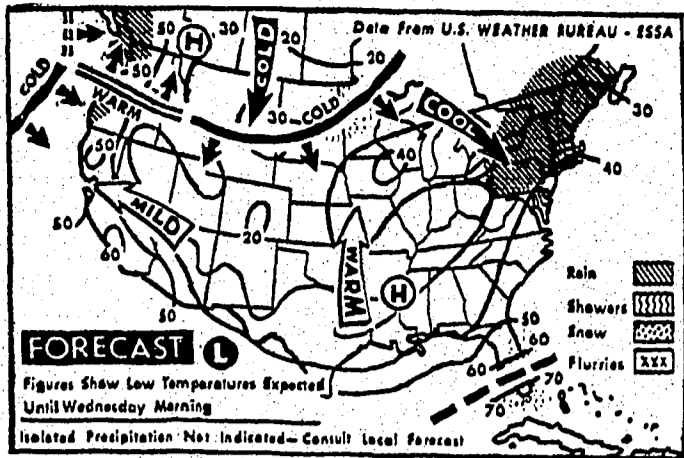 Data From U.S. WEATHER BUREAU - ESSA
50
L
30
H
COLD
20
20
COLD
50
WARM
30
COLD
COOL
30
50
40
40
MILD
50
60
20
WARM
H
50
50
60
60
70
70
Rain
Showers
Snow
Flurries
FORECAST L
Figures Show Low Temperatures Expected
Until Wednesday Morning
Isolated Precipitation Not Indicated—Consult Local Forecast